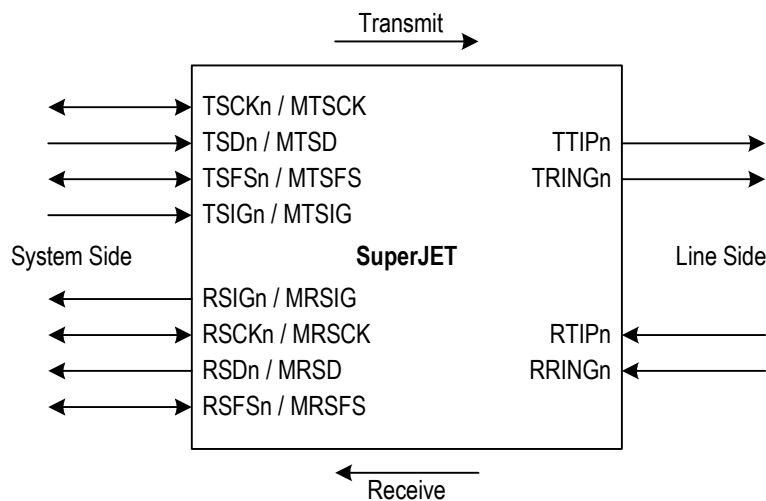 Transmit
TSCKn / MTSCK
TSDn / MTSD
TTIPn
TSFSn / MTSFS
TRINGn
TSIGn / MTSIG
System Side
SuperJET
Line Side
RSIGn / MRSIG
RSCKn / MRSCK
RTIPn
RSDn / MRSD
RRINGn
RSFSn / MRSFS
Receive